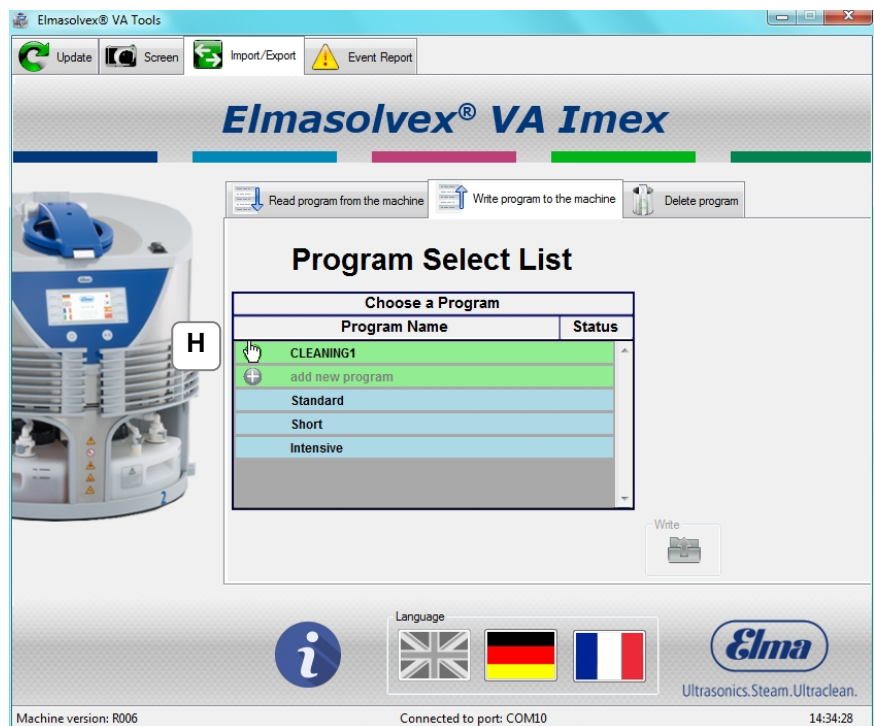 Elmasolvex® VA Tools
Update Screen Import/Export Event Report
Elmasolvex® VA Imex
Read program from the machine Write program to the machine Delete program
Program Select List
Choose a Program
Program Name Status
H
CLEANING1
add new program
Standard
Short
Intensive
2
Write
Language
i
Elma
Ultrasonics.Steam.Ultraclean.
Machine version: R006 Connected to port: COM10 14:34:28